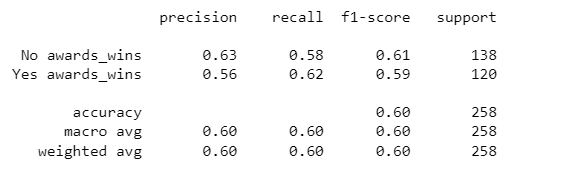 precision recall f1-score support
No awards_wins 0.63 0.58 0.61 138
Yes awards_wins 0.56 0.62 0.59 120
accuracy 0.60 258
macro avg 0.60 0.60 0.60 258
weighted avg 0.60 0.60 0.60 258